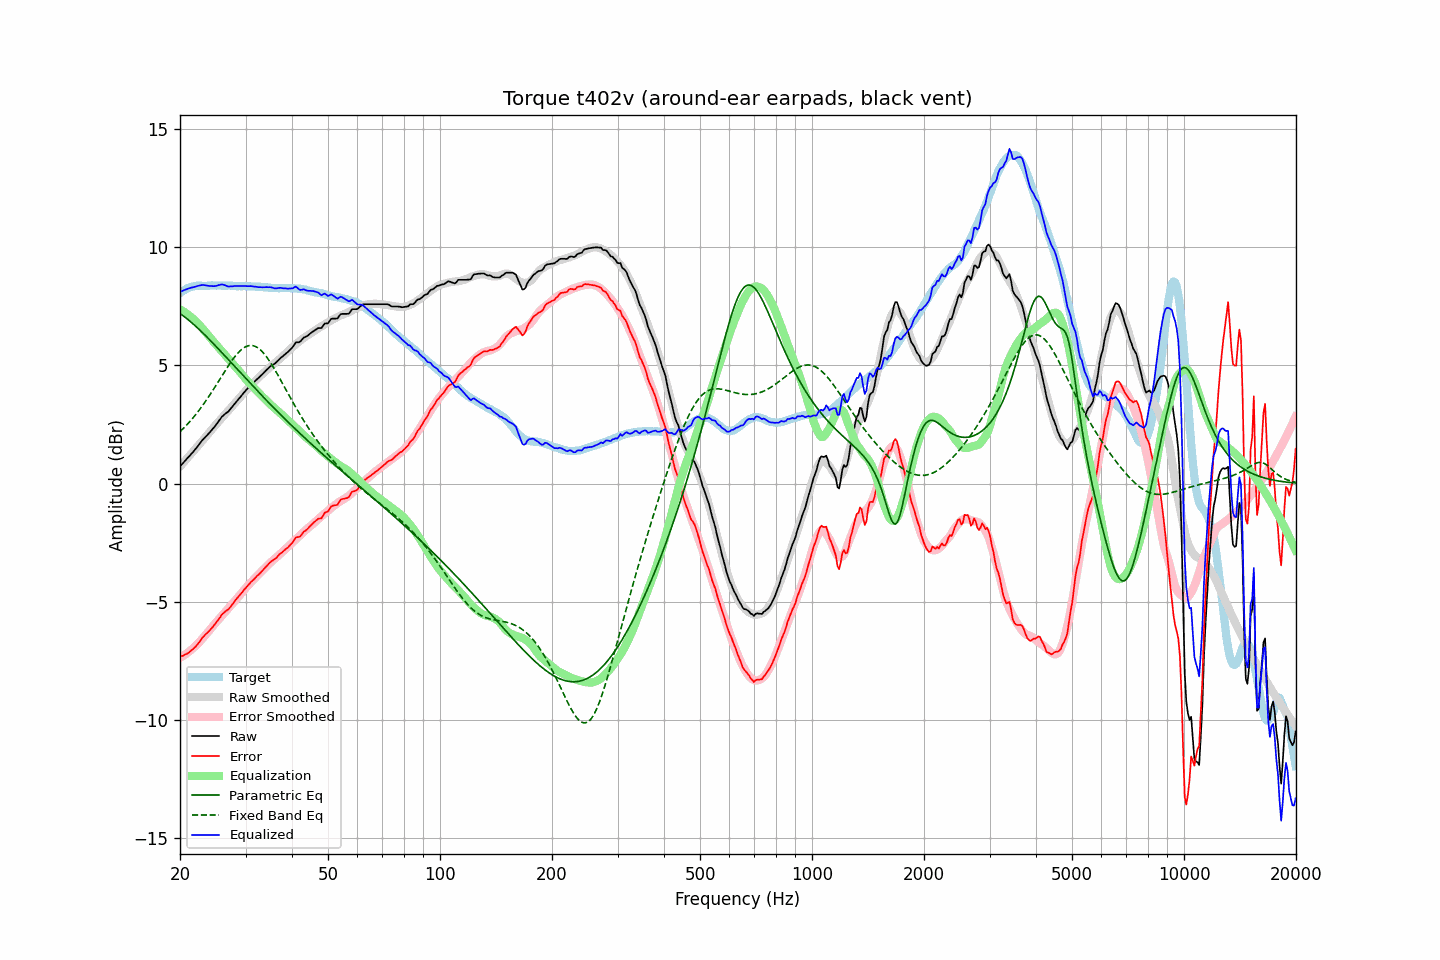 Torque t402v (around-ear earpads, black vent)
15
10
5
0
−5
−10
−15
Amplitude (dBr)
Target
Raw Smoothed
Error Smoothed
Raw
Error
Equalization
Parametric Eq
Fixed Band Eq
Equalized
20 50 100 200 500 1000 2000 5000 10000 20000
Frequency (Hz)